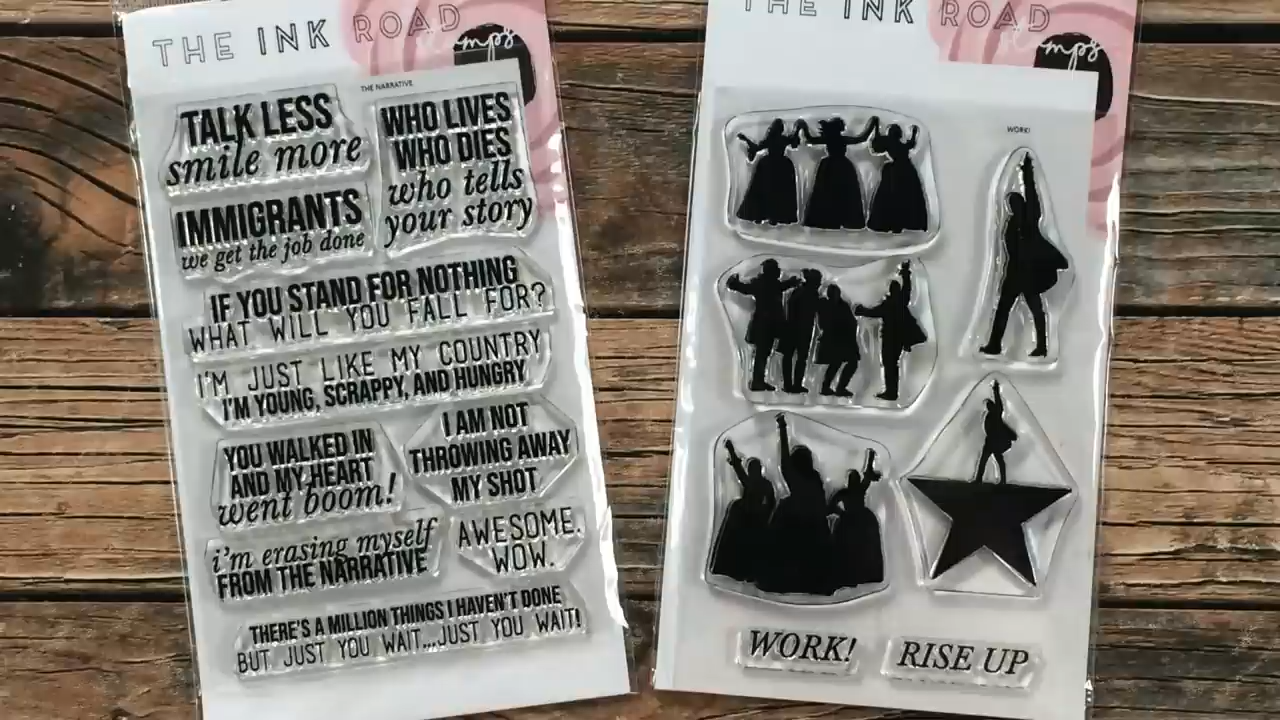 THE INK ROAD
stamps
THE NARRATIVE
TALK LESS
smile more
WHO LIVES
WHO DIES
who tells
your story
IMMIGRANTS
we get the job done
IF YOU STAND FOR NOTHING
WHAT WILL YOU FALL FOR?
I'M JUST LIKE MY COUNTRY
I'M YOUNG, SCRAPPY, AND HUNGRY
YOU WALKED IN
AND MY HEART
went boom!
I AM NOT
THROWING AWAY
MY SHOT
i'm erasing myself
FROM THE NARRATIVE
AWESOME.
WOW.
THERE'S A MILLION THINGS I HAVEN'T DONE
BUT JUST YOU WAIT...JUST YOU WAIT!
THE INK ROAD
stamps
WORK!
WORK!
RISE UP